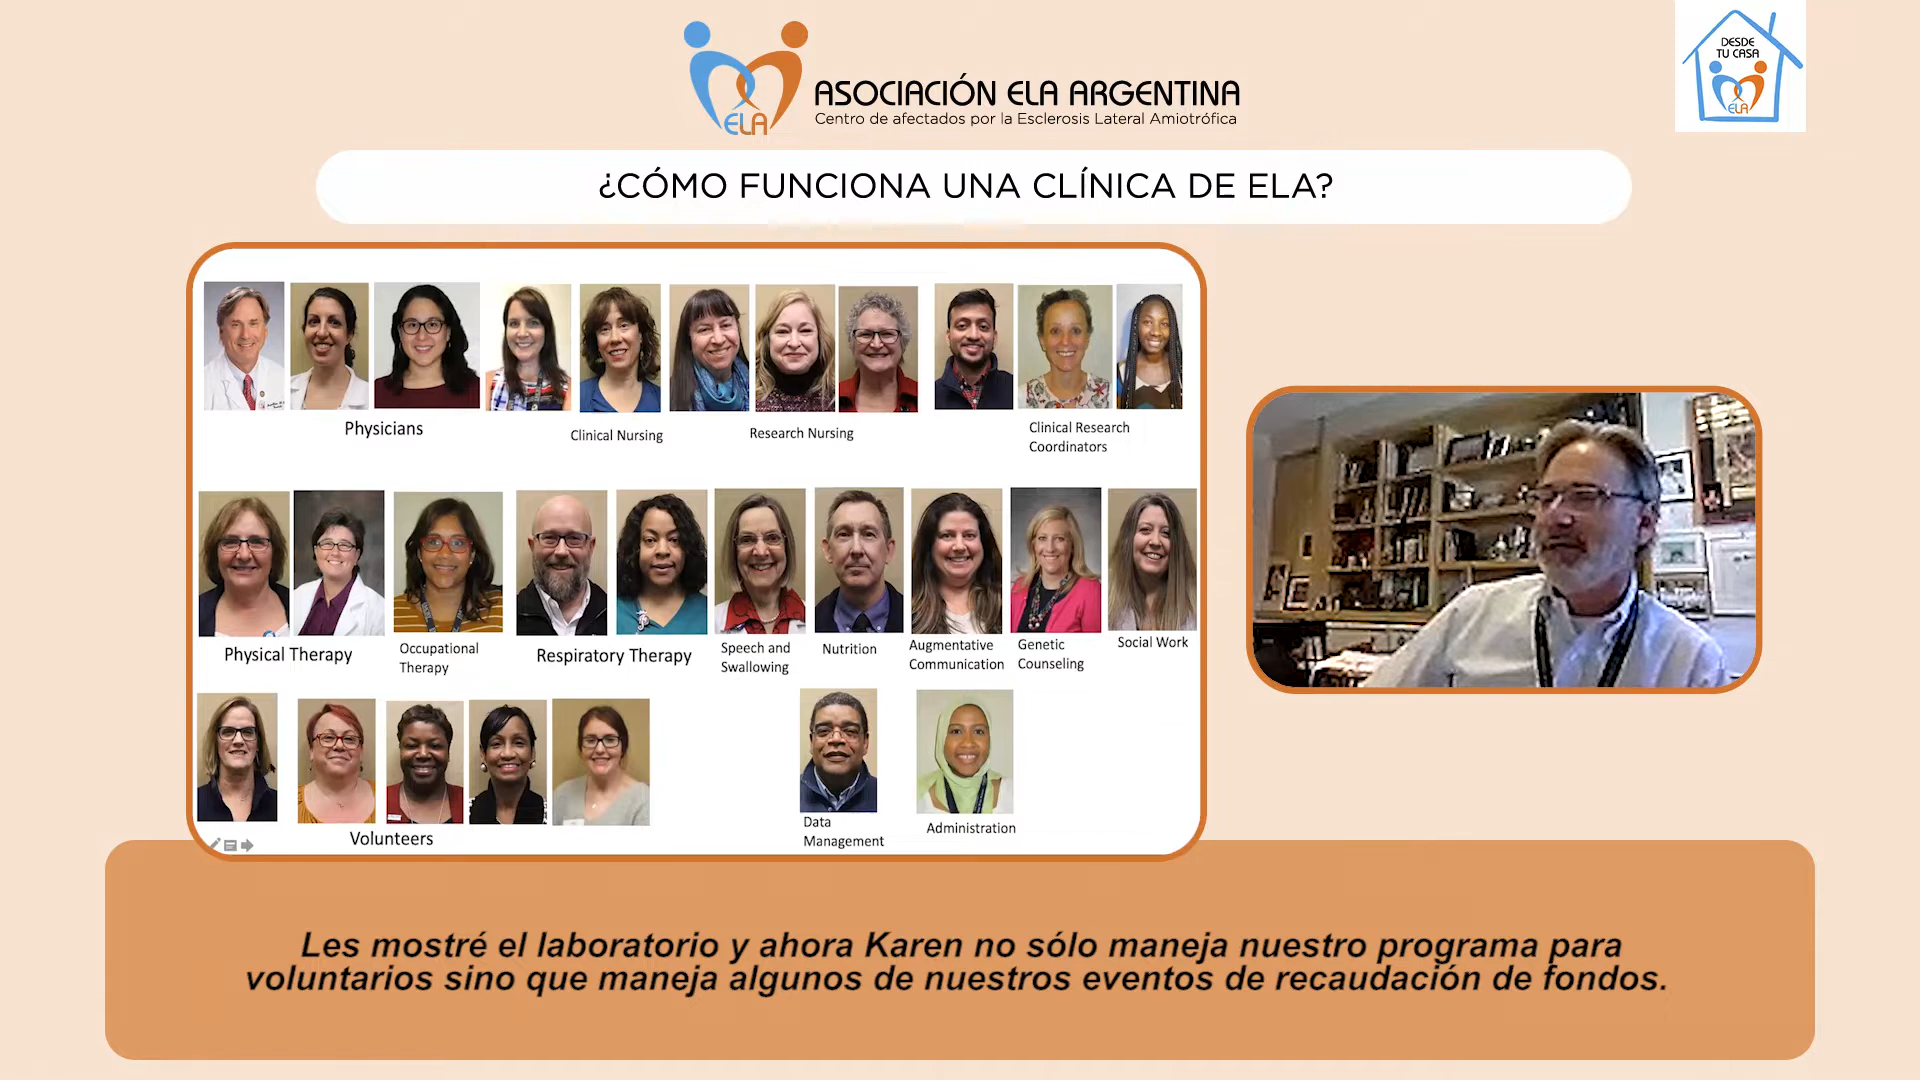 DESDE
TU CASA
ELA
ELA
ASOCIACIÓN ELA ARGENTINA
Centro de afectados por la Esclerosis Lateral Amiotrófica
¿CÓMO FUNCIONA UNA CLÍNICA DE ELA?
Physicians
Clinical Nursing
Research Nursing
Clinical Research
Coordinators
Physical Therapy
Occupational
Therapy
Respiratory Therapy
Speech and
Swallowing
Nutrition
Augmentative
Communication
Genetic
Counseling
Social Work
Volunteers
Data
Management
Administration
Les mostré el laboratorio y ahora Karen no sólo maneja nuestro programa para
voluntarios sino que maneja algunos de nuestros eventos de recaudación de fondos.